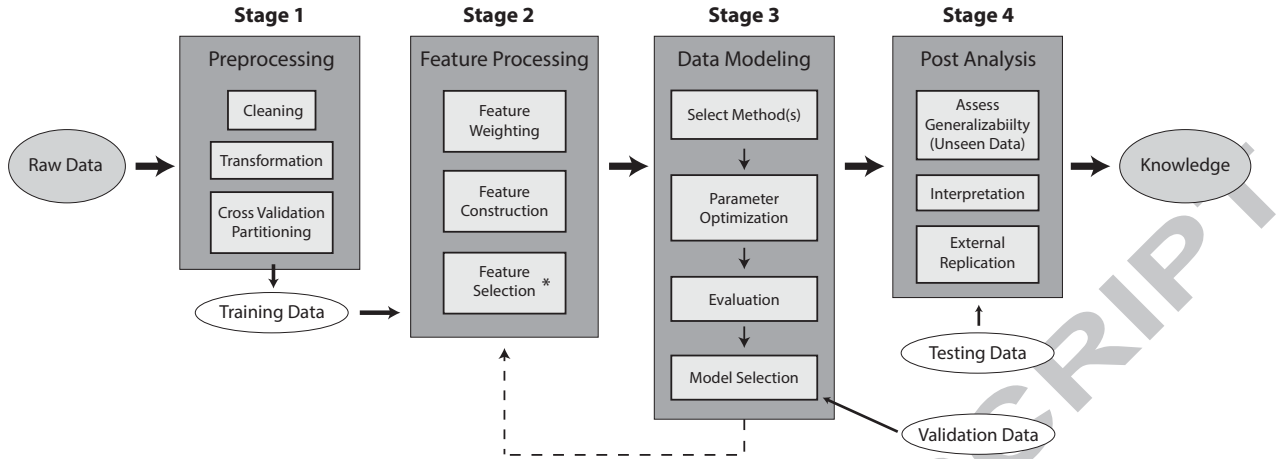 Stage 1
Stage 2
Stage 3
Stage 4
Raw Data
Preprocessing
Cleaning
Transformation
Cross Validation
Partitioning
Training Data
Feature Processing
Feature
Weighting
Feature
Construction
Feature
Selection *
Data Modeling
Select Method(s)
Parameter
Optimization
Evaluation
Model Selection
Post Analysis
Assess
Generalizabiilty
(Unseen Data)
Interpretation
External
Replication
Testing Data
Validation Data
Knowledge
CRIPT